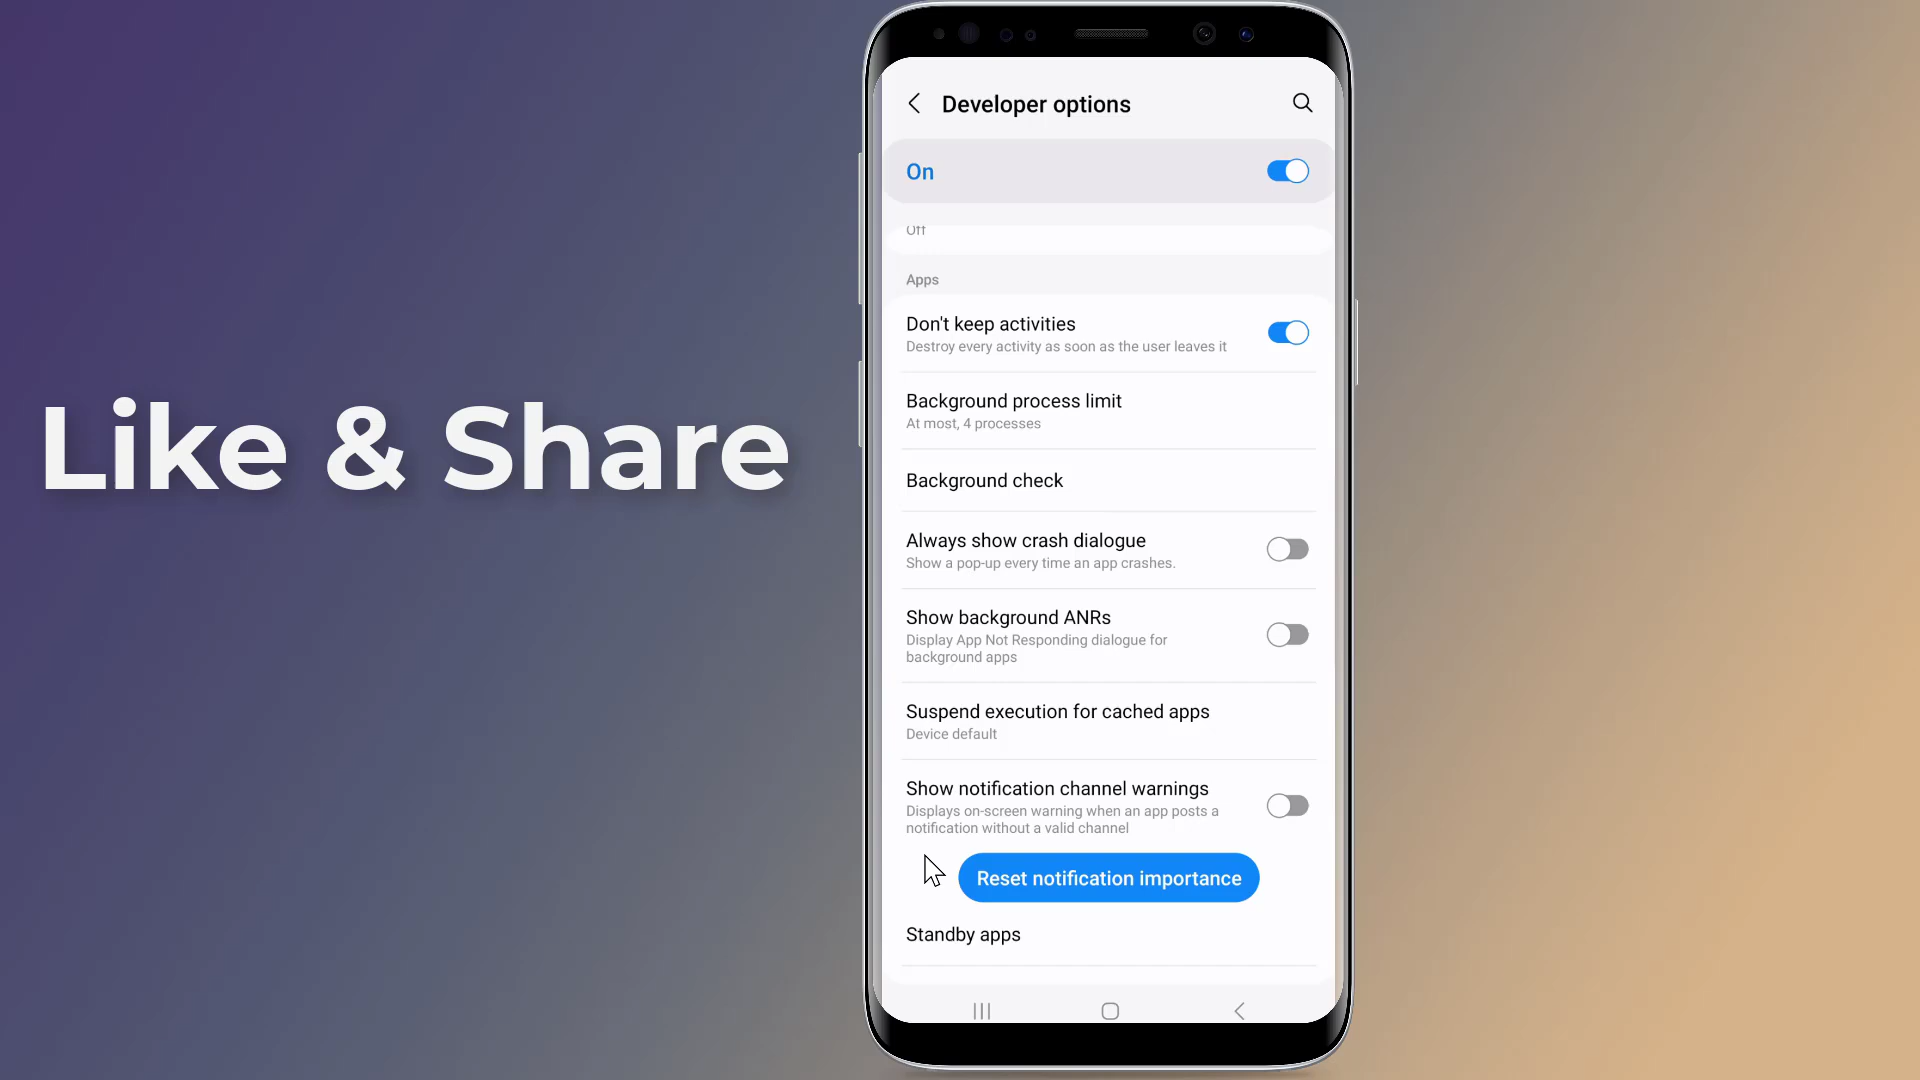 Like & Share
Developer options
On
Off
Apps
Don't keep activities
Destroy every activity as soon as the user leaves it
Background process limit
At most, 4 processes
Background check
Always show crash dialogue
Show a pop-up every time an app crashes.
Show background ANRs
Display App Not Responding dialogue for
background apps
Suspend execution for cached apps
Device default
Show notification channel warnings
Displays on-screen warning when an app posts a
notification without a valid channel
Reset notification importance
Standby apps